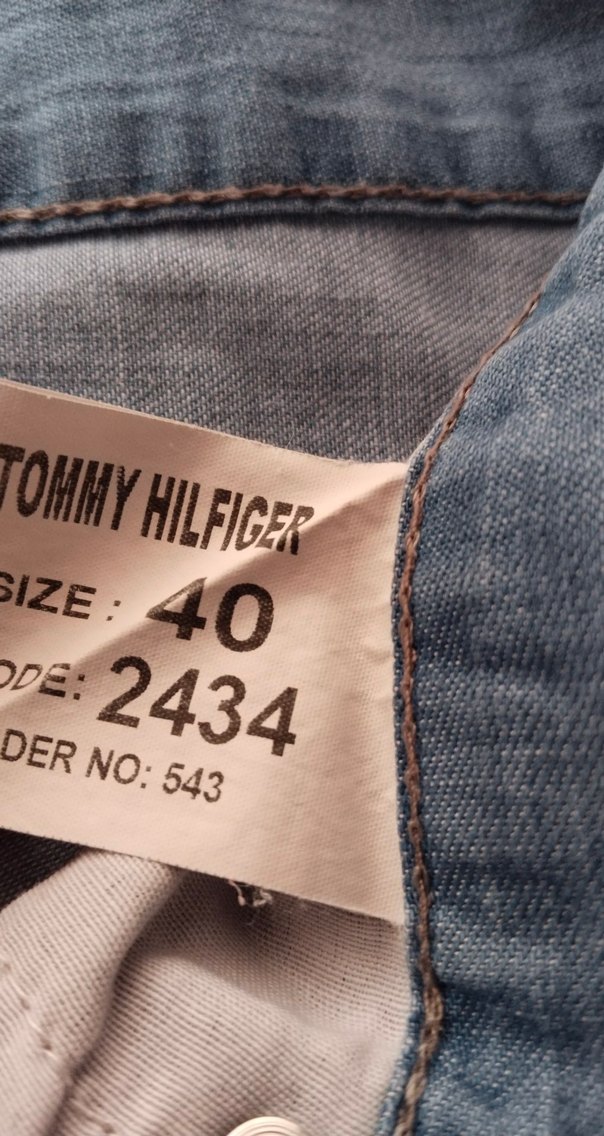 TOMMY HILFIGER
SIZE : 40
ODE: 2434
DER NO: 543